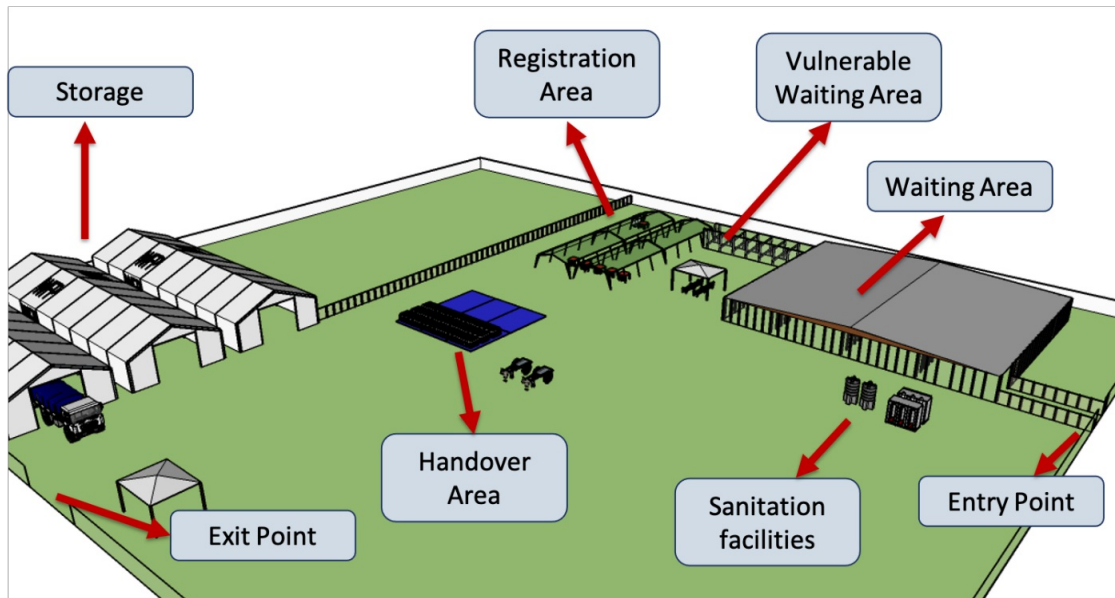 Registration
Area
Vulnerable
Waiting Area
Storage
Waiting Area
Handover
Area
Sanitation
facilities
Entry Point
Exit Point